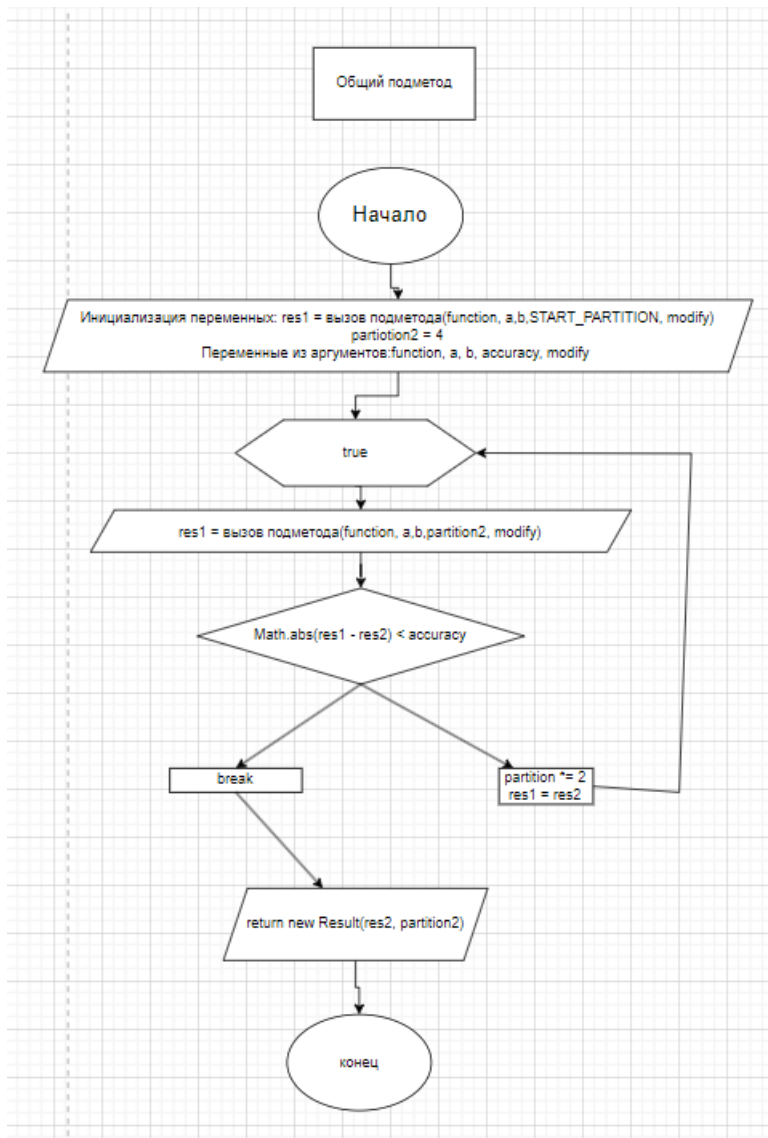 Общий подметод
Начало
Инициализация переменных: res1 = вызов подметода(function, a,b,START_PARTITION, modify)
partiotion2 = 4
Переменные из аргументов:function, a, b, accuracy, modify
true
res1 = вызов подметода(function, a,b,partition2, modify)
Math.abs(res1 - res2) < accuracy
break
partition *= 2
res1 = res2
return new Result(res2, partition2)
конец